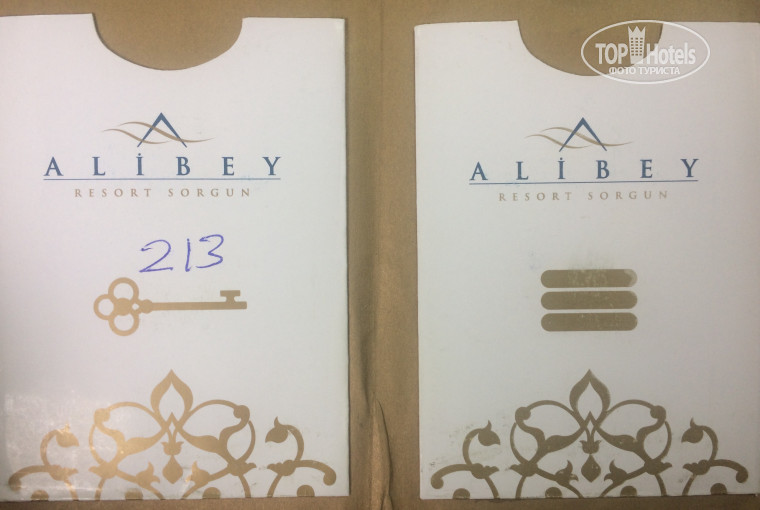 ALİBEY
RESORT SORGUN
213
ALİBEY
RESORT SORGUN
TOP Hotels
ФОТО ТУРИСТА